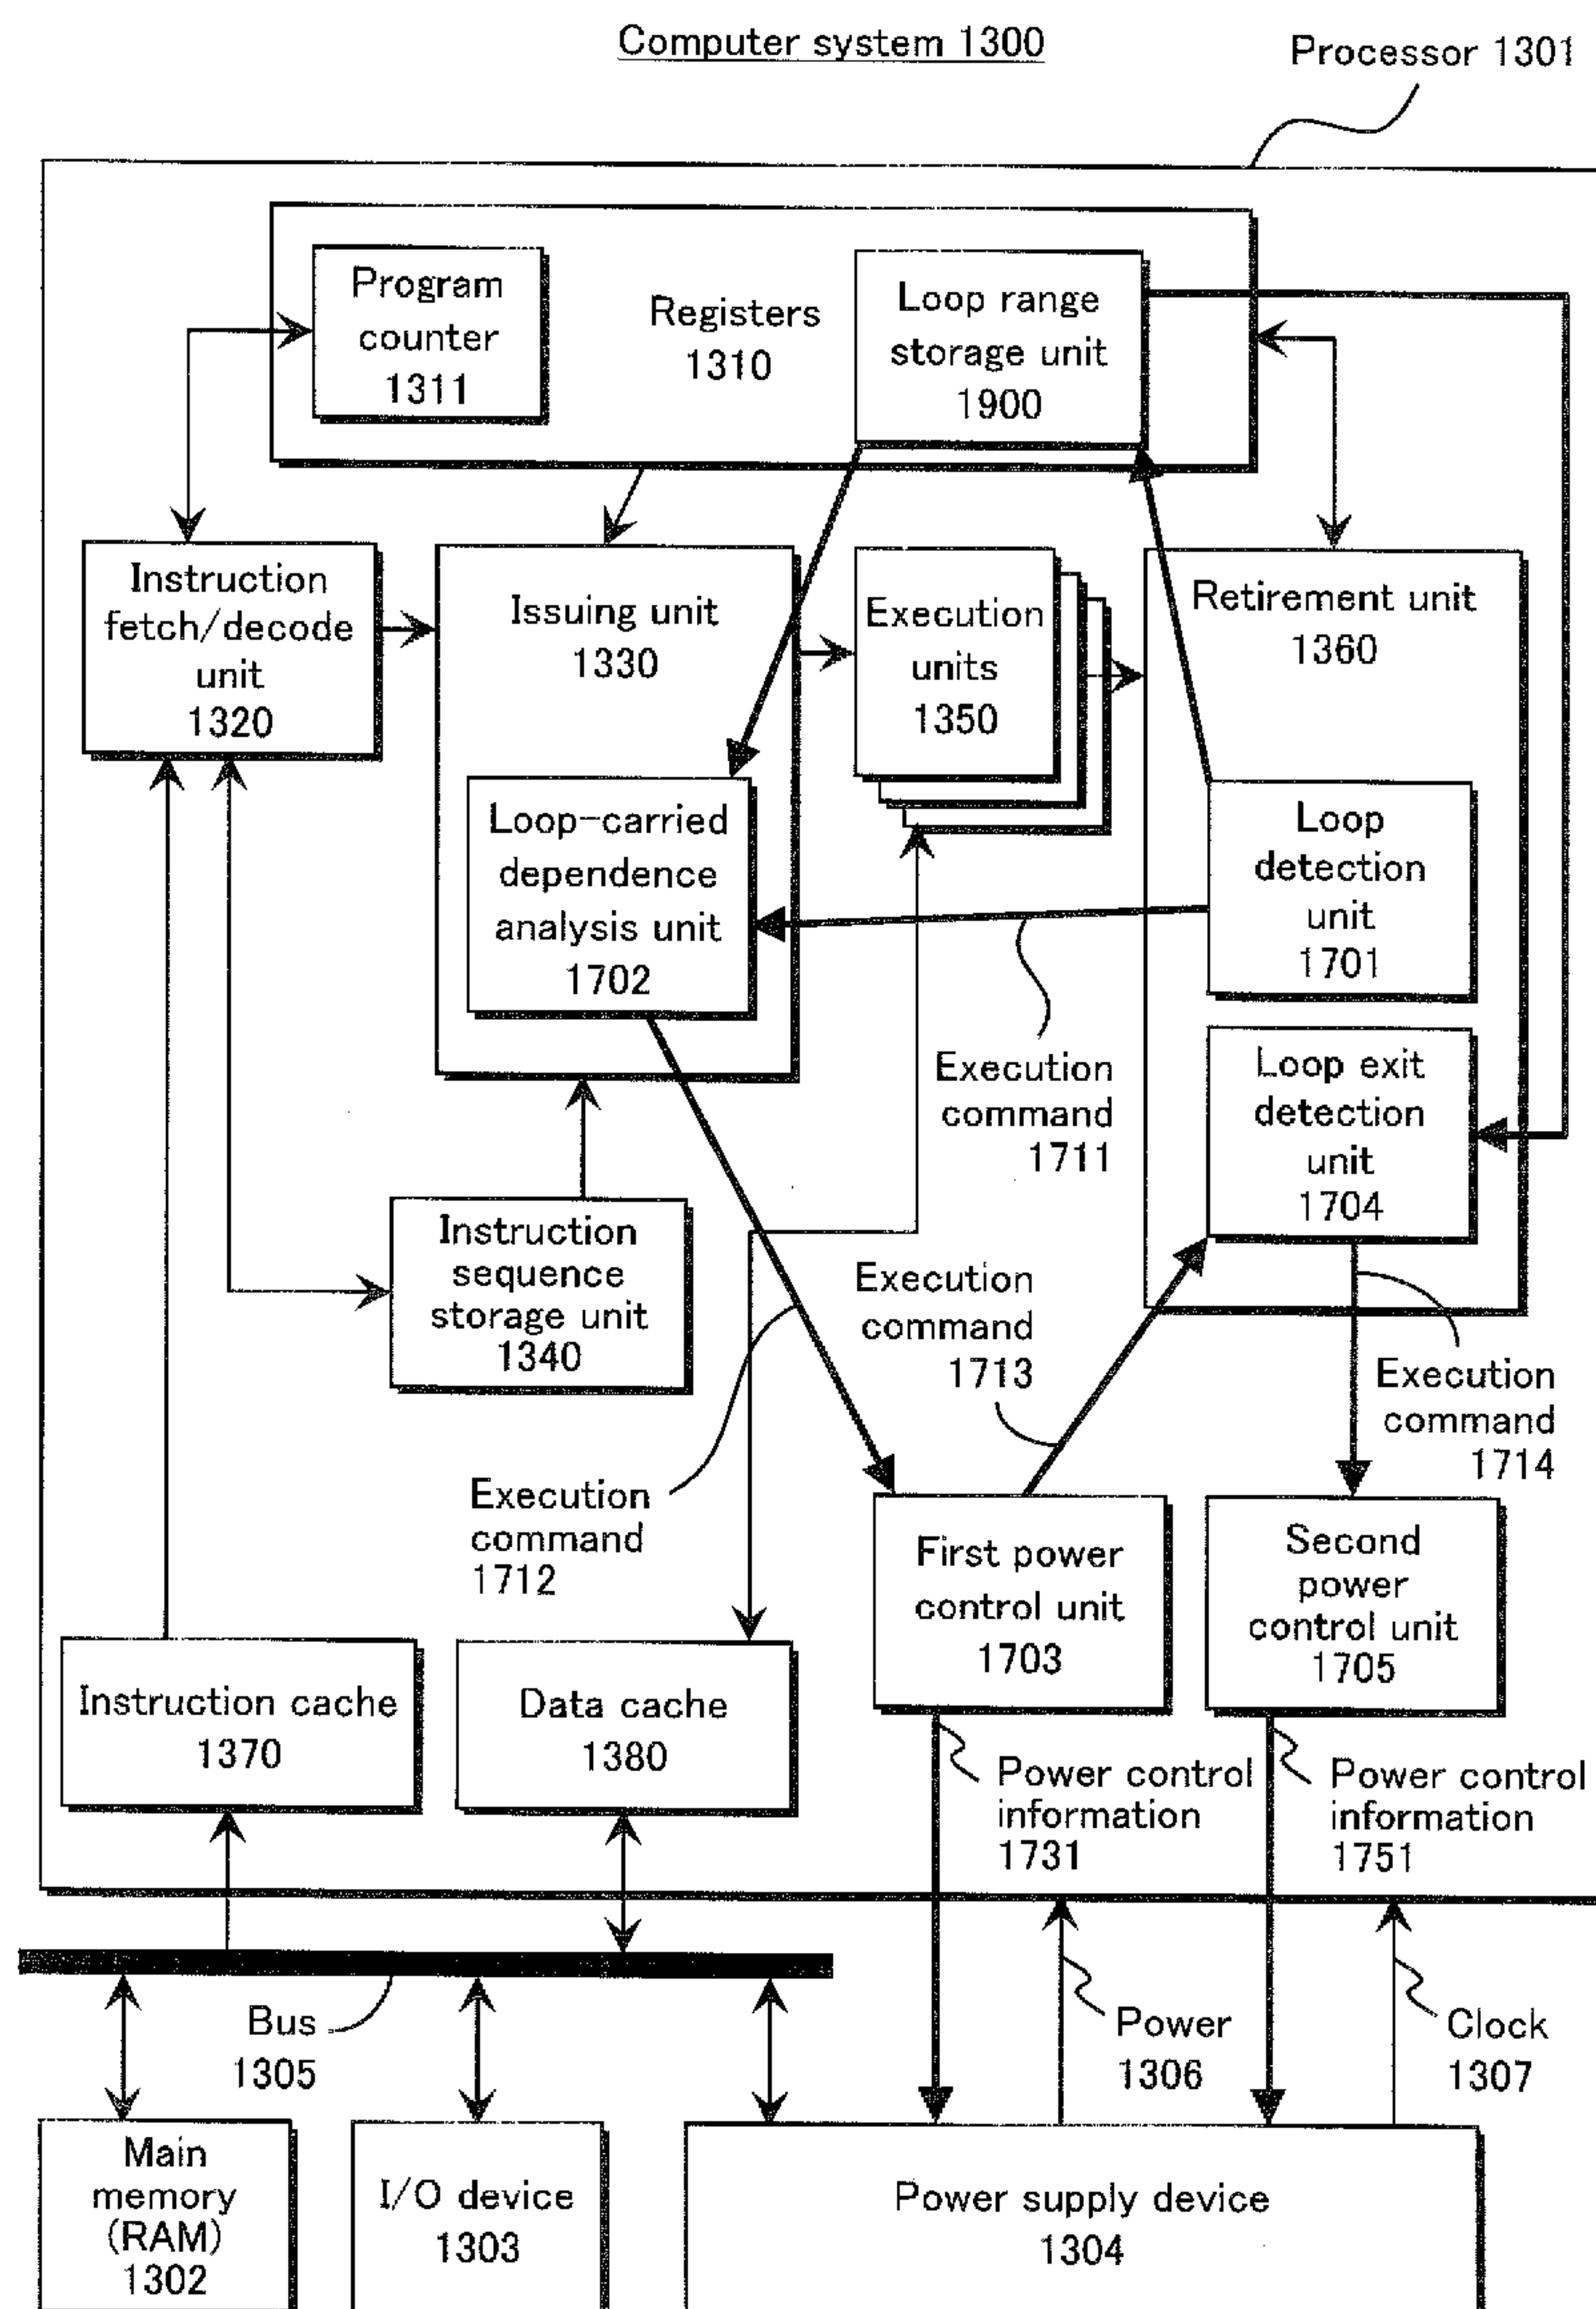 Computer system 1300
Processor 1301
Program
counter
1311
Registers
1310
Loop range
storage unit
1900
Instruction
fetch/decode
unit
1320
Issuing unit
1330
Execution
units
1350
Retirement unit
1360
Loop-carried
dependence
analysis unit
1702
Loop
detection
unit
1701
Execution
command
1711
Loop exit
detection
unit
1704
Instruction
sequence
storage unit
1340
Execution
command
1713
Execution
command
1714
Execution
command
1712
First power
control unit
1703
Second
power
control unit
1705
Instruction cache
1370
Data cache
1380
Power control
information
1731
Power control
information
1751
Bus
1305
Power
1306
Clock
1307
Main
memory
(RAM)
1302
I/O device
1303
Power supply device
1304